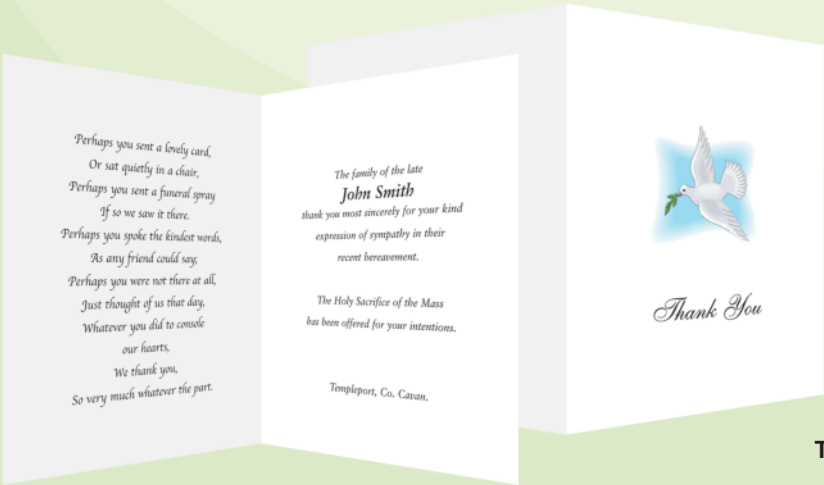 Perhaps you sent a lovely card,
Or sat quietly in a chair,
Perhaps you sent a funeral spray
If so we saw it there.
Perhaps you spoke the kindest words,
As any friend could say;
Perhaps you were not there at all,
Just thought of us that day,
Whatever you did to console
our hearts,
We thank you,
So very much whatever the part.
The family of the late
John Smith
thank you most sincerely for your kind
expression of sympathy in their
recent bereavement.
The Holy Sacrifice of the Mass
has been offered for your intentions.
Templeport, Co. Cavan.
Thank You
T